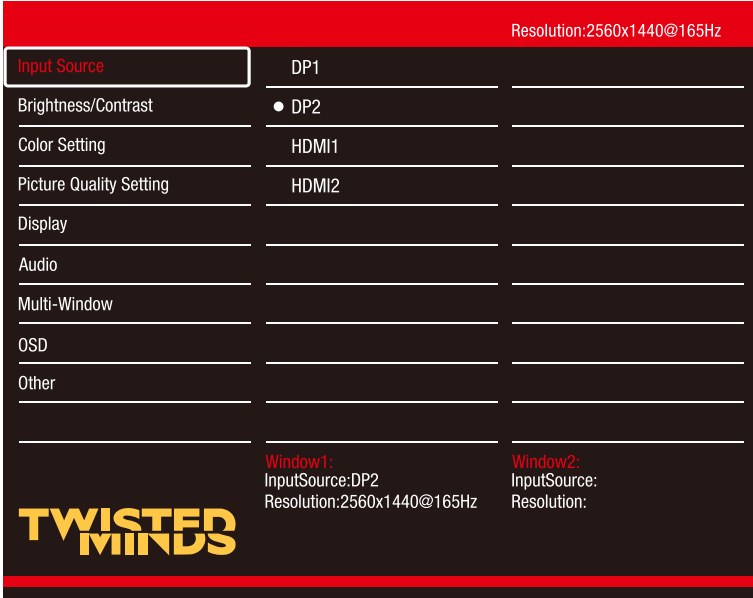 Resolution:2560x1440@165Hz
Input Source
DP1
Brightness/Contrast
DP2
Color Setting
HDMI1
Picture Quality Setting
HDMI2
Display
Audio
Multi-Window
OSD
Other
Window1:
InputSource:DP2
Resolution:2560x1440@165Hz
Window2:
InputSource:
Resolution:
TWISTED
MINDS